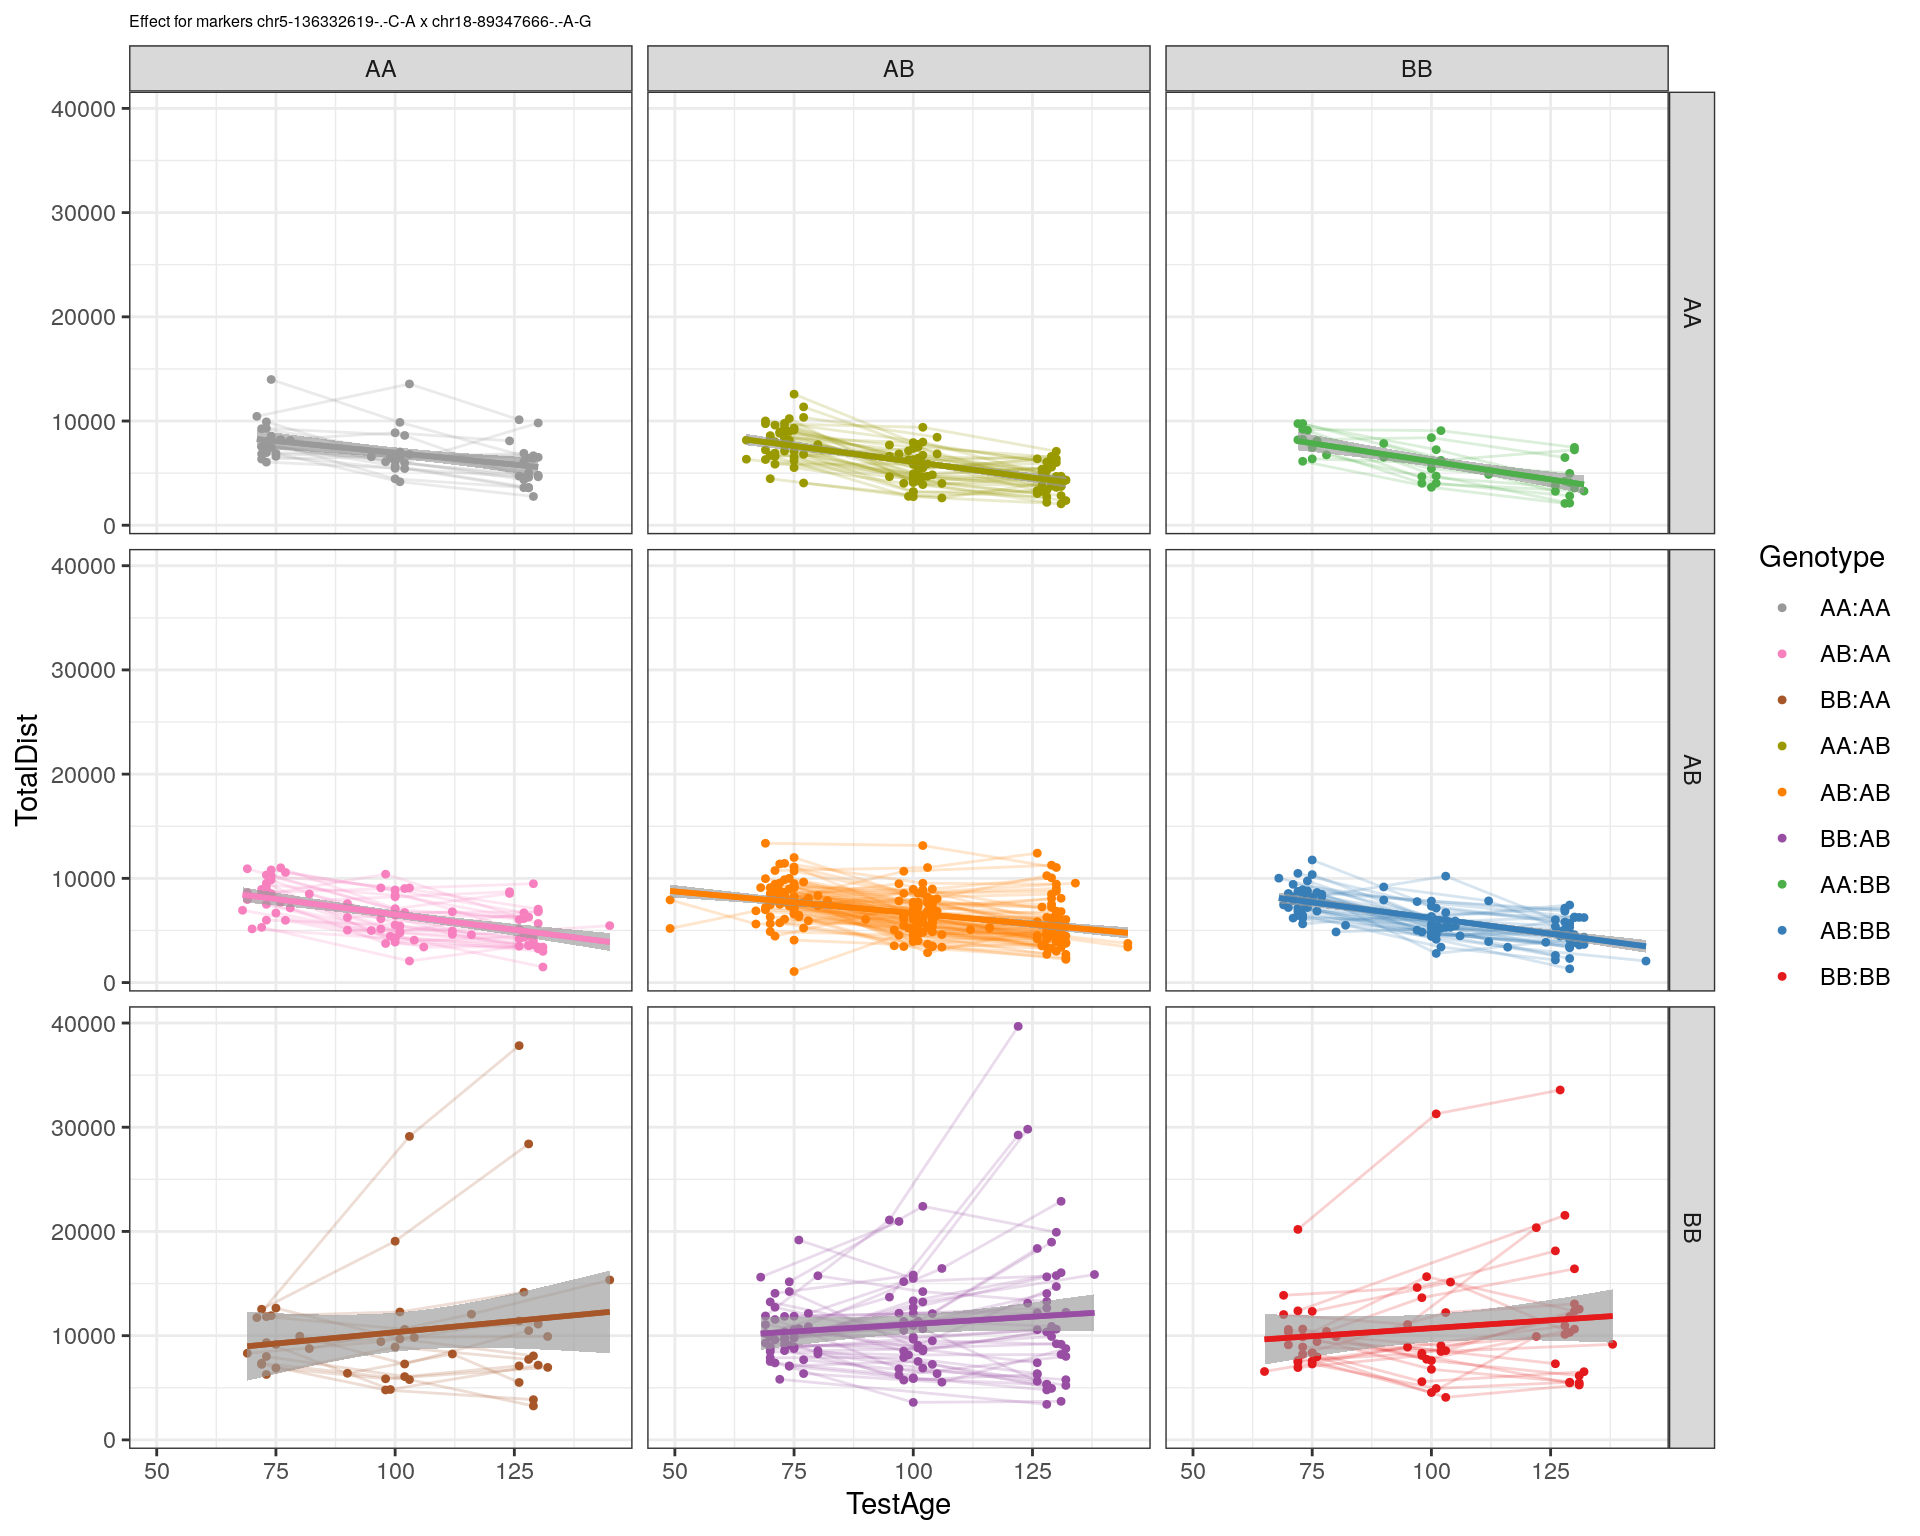 Effect for markers chr5-136332619-.-C-A x chr18-89347666-.-A-G
AA
AB
BB
40000
30000
20000
10000
0
AA
40000
30000
20000
10000
0
AB
40000
30000
20000
10000
0
BB
50
75
100
125
50
75
100
125
50
75
100
125
TestAge
TotalDist
Genotype
AA:AA
AB:AA
BB:AA
AA:AB
AB:AB
BB:AB
AA:BB
AB:BB
BB:BB